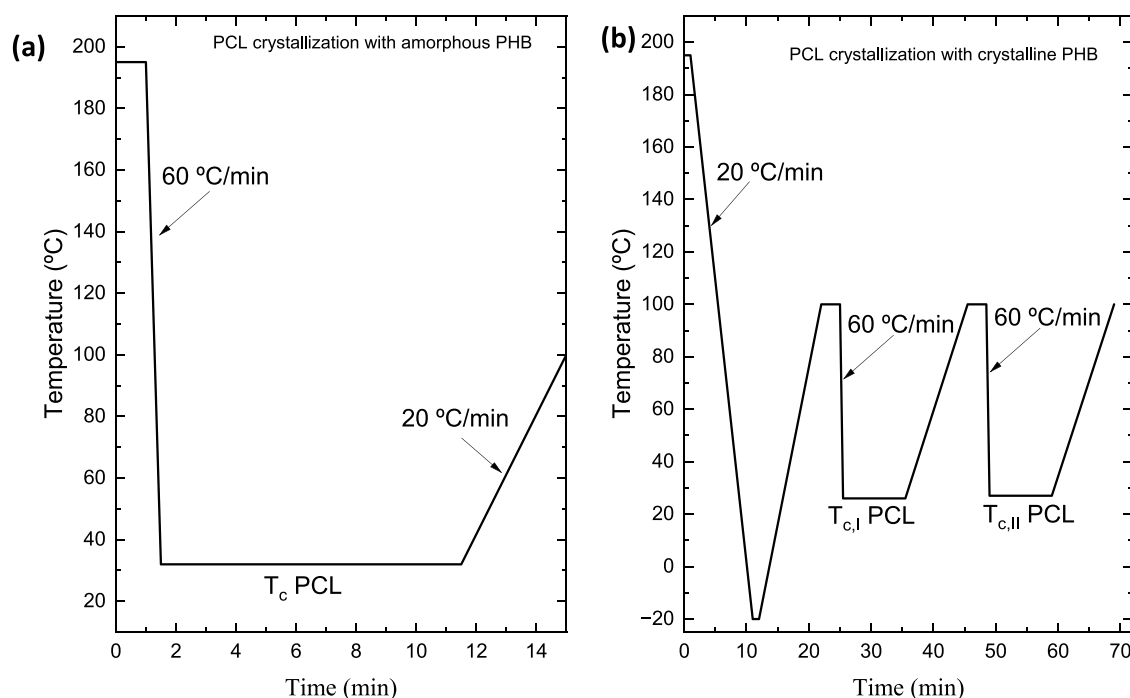 (a)
PCL crystallization with amorphous PHB
200
180
160
140
120
100
80
60
40
20
Temperature (ºC)
60 ºC/min
20 ºC/min
T_c PCL
0 2 4 6 8 10 12 14
Time (min)
(b)
PCL crystallization with crystalline PHB
200
180
160
140
120
100
80
60
40
20
0
−20
Temperature (ºC)
20 ºC/min
60 ºC/min
60 ºC/min
T_c,I PCL
T_c,II PCL
0 10 20 30 40 50 60 70
Time (min)